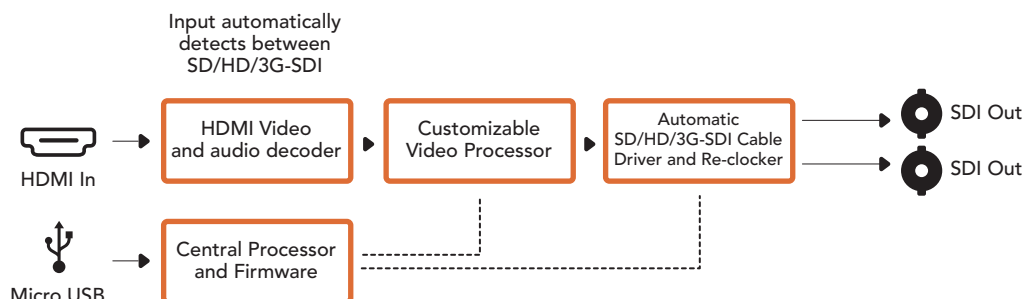 Input automatically
detects between
SD/HD/3G-SDI
HDMI In
HDMI Video
and audio decoder
Customizable
Video Processor
Automatic
SD/HD/3G-SDI Cable
Driver and Re-clocker
SDI Out
SDI Out
Micro USB
Central Processor
and Firmware